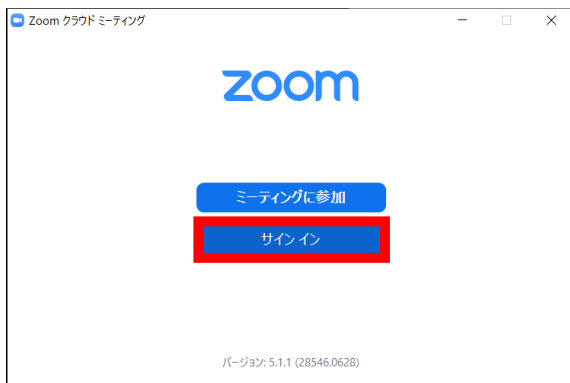 Zoom クラウド ミーティング
zoom
ミーティングに参加
サイン イン
バージョン: 5.1.1 (28546.0628)